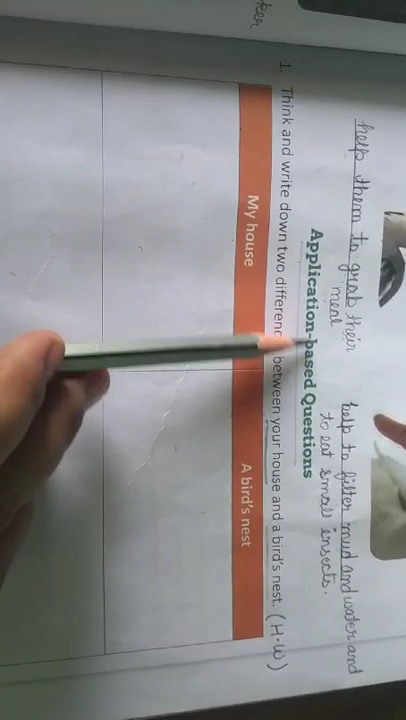 help them to grab their
meal
help to filter mud and water and
to eat small insects.
Application-based Questions
1. Think and write down two differenc between your house and a bird's nest. (H.W)
My house
A bird's nest